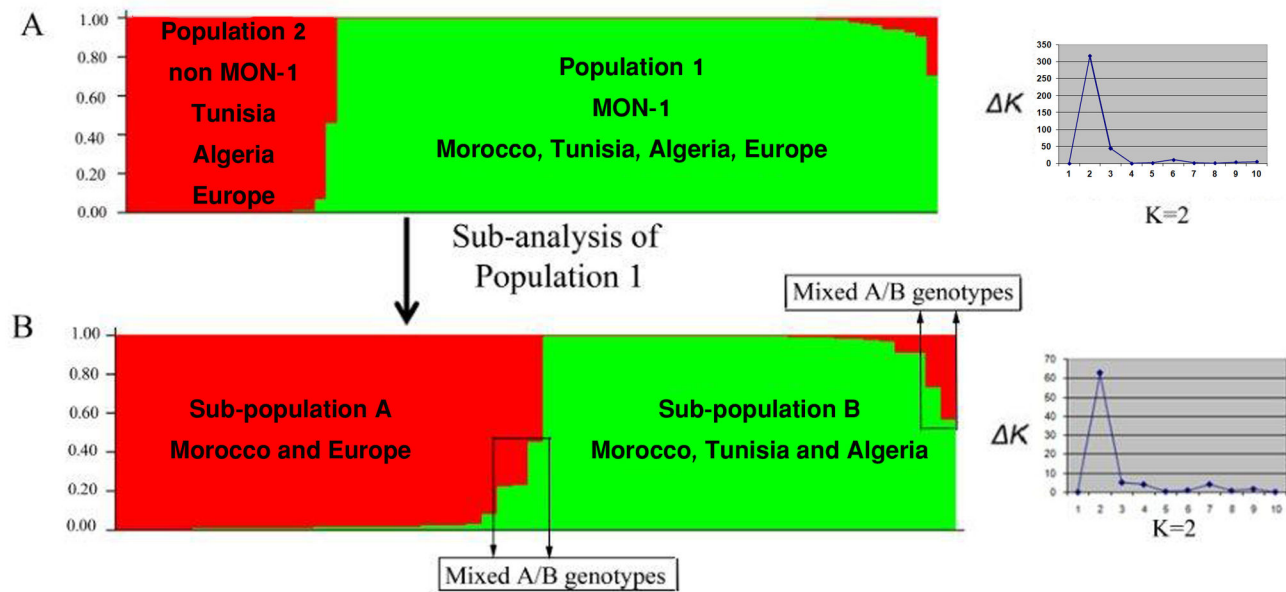 A
1.00
0.80
0.60
0.40
0.20
0.00
Population 2
non MON-1
Tunisia
Algeria
Europe
Population 1
MON-1
Morocco, Tunisia, Algeria, Europe
ΔK
350
300
250
200
150
100
50
0
1 2 3 4 5 6 7 8 9 10
K=2
Sub-analysis of
Population 1
Mixed A/B genotypes
B
1.00
0.80
0.60
0.40
0.20
0.00
Sub-population A
Morocco and Europe
Sub-population B
Morocco, Tunisia and Algeria
Mixed A/B genotypes
ΔK
70
60
50
40
30
20
10
0
1 2 3 4 5 6 7 8 9 10
K=2